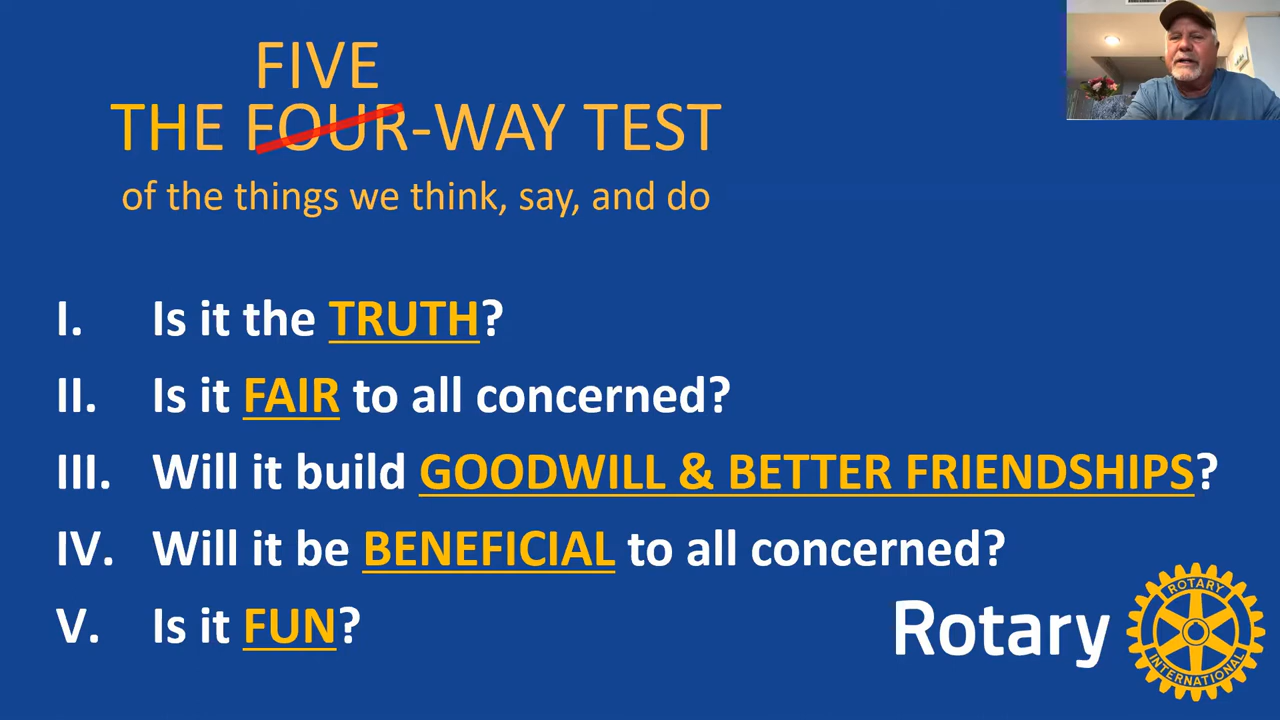 FIVE
THE FOUR-WAY TEST
of the things we think, say, and do
I. Is it the TRUTH?
II. Is it FAIR to all concerned?
III. Will it build GOODWILL & BETTER FRIENDSHIPS?
IV. Will it be BENEFICIAL to all concerned?
V. Is it FUN?
Rotary
ROTARY
INTERNATIONAL